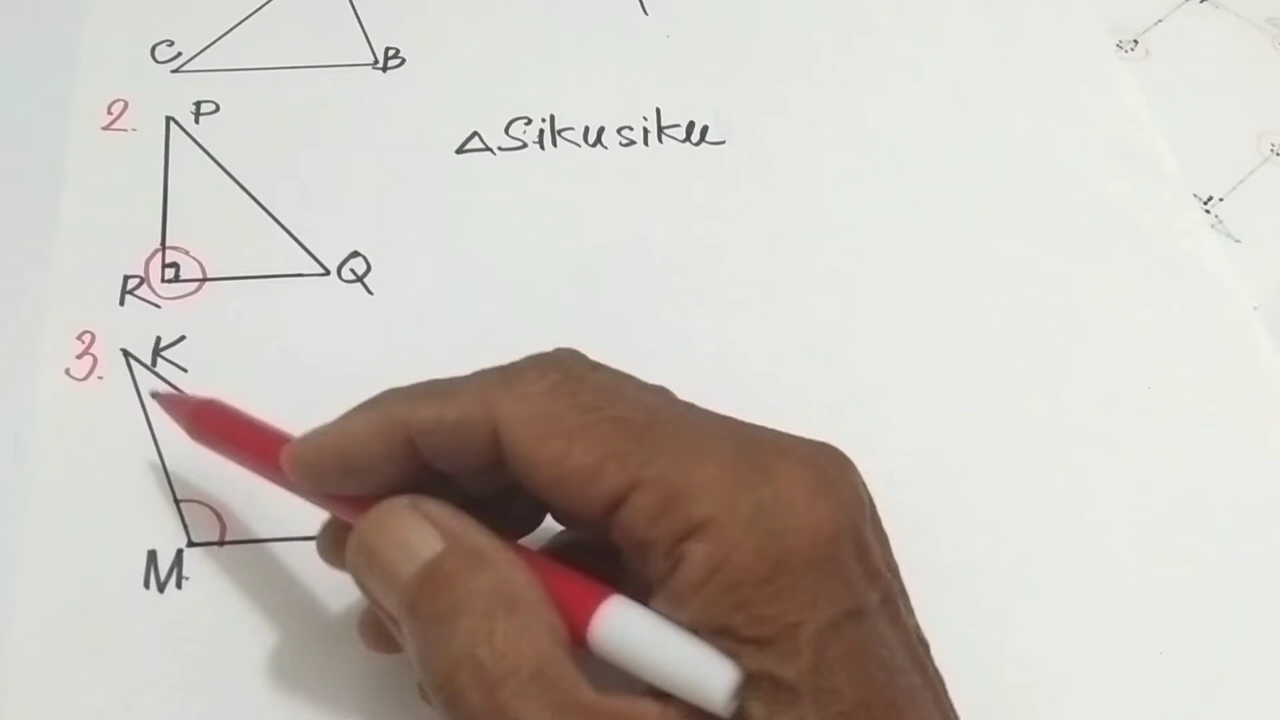 C B
2. P
△Sikusiku
R Q
3. K
M